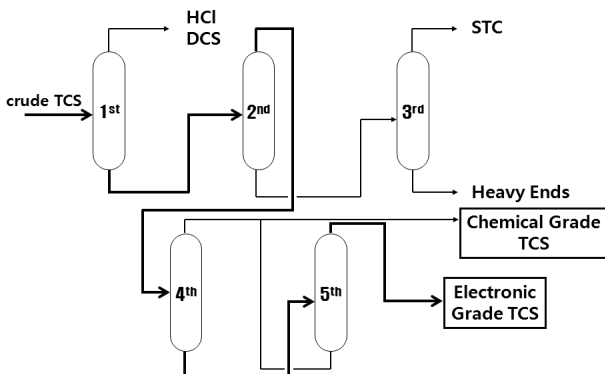 HCl
DCS
STC
crude TCS
1st
2nd
3rd
Heavy Ends
Chemical Grade
TCS
4th
5th
Electronic
Grade TCS